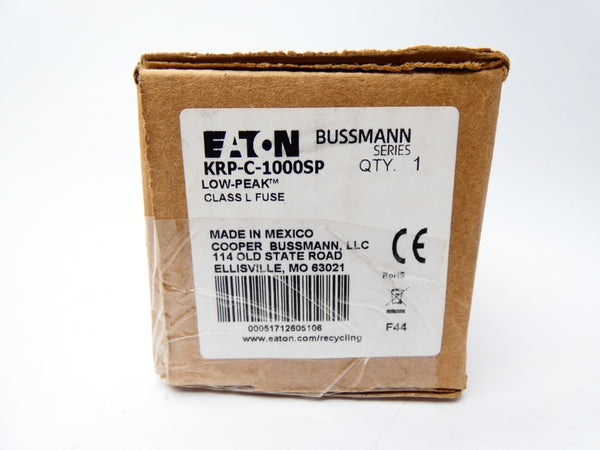 EATON BUSSMANN
SERIES
KRP-C-1000SP QTY. 1
LOW-PEAK™
CLASS L FUSE
MADE IN MEXICO
COOPER BUSSMANN, LLC
114 OLD STATE ROAD
ELLISVILLE, MO 63021
CE
RoHS
00051712605106
F44
www.eaton.com/recycling